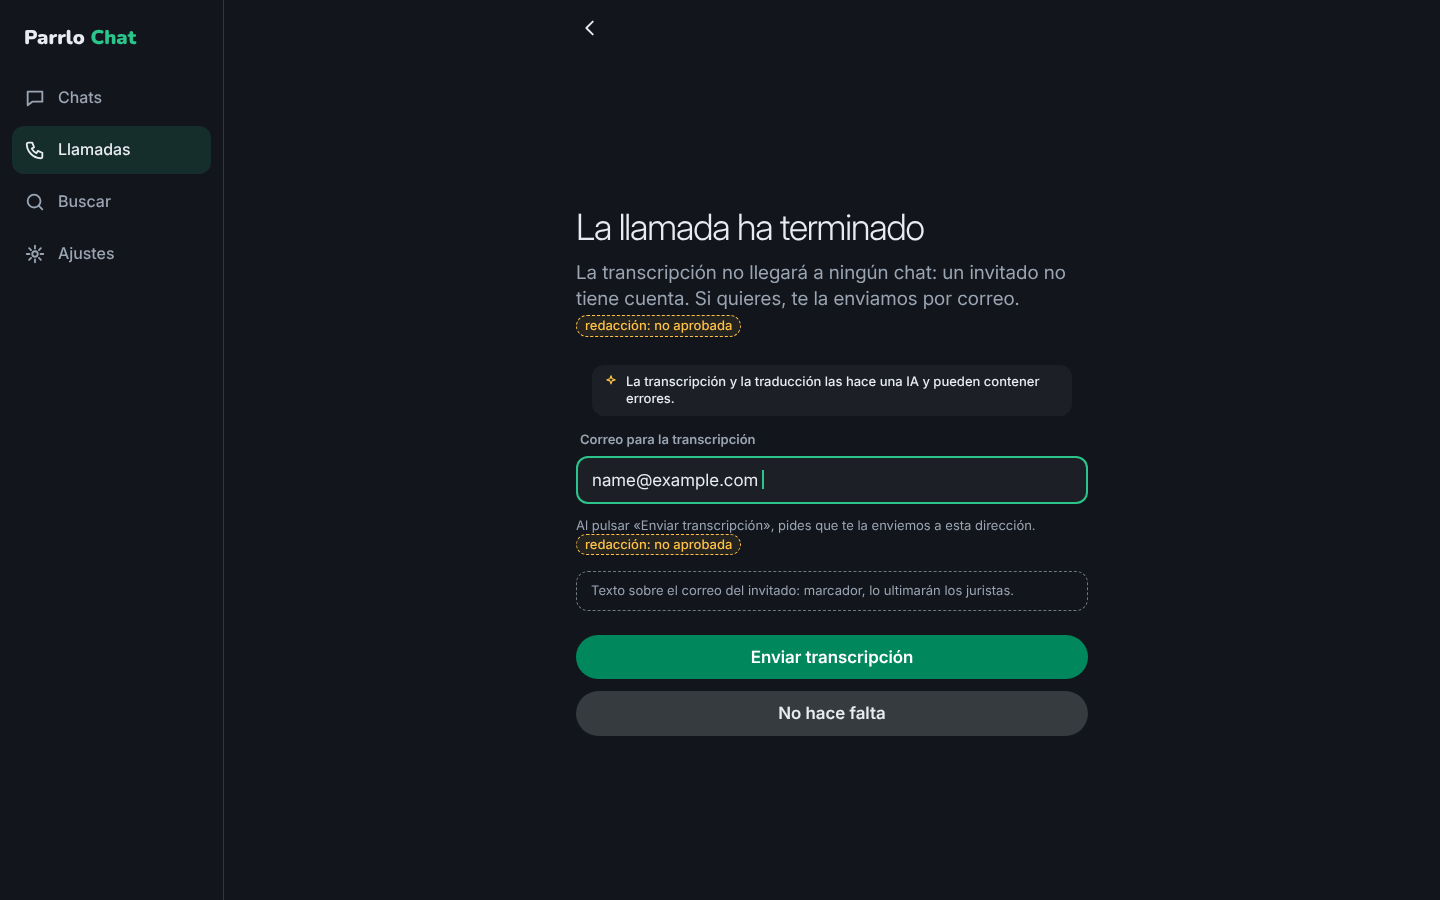 Parrlo Chat
Chats
Llamadas
Buscar
Ajustes
La llamada ha terminado
La transcripción no llegará a ningún chat: un invitado no
tiene cuenta. Si quieres, te la enviamos por correo.
redacción: no aprobada
La transcripción y la traducción las hace una IA y pueden contener
errores.
Correo para la transcripción
name@example.com
Al pulsar «Enviar transcripción», pides que te la enviemos a esta dirección.
redacción: no aprobada
Texto sobre el correo del invitado: marcador, lo ultimarán los juristas.
Enviar transcripción
No hace falta